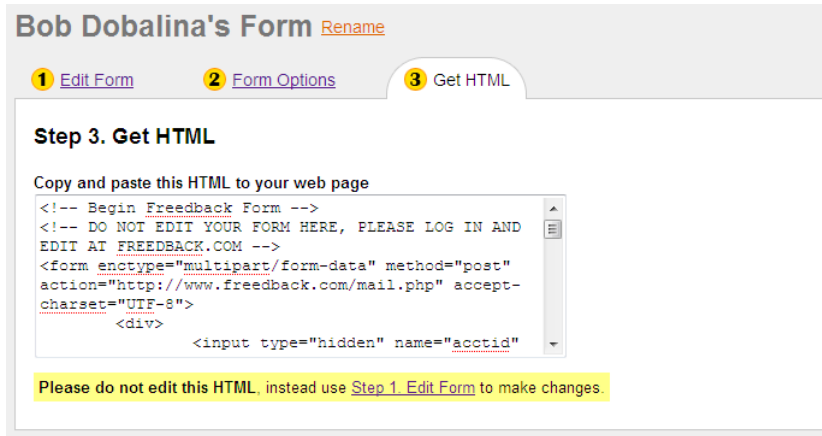 Bob Dobalina's Form Rename
1 Edit Form 2 Form Options 3 Get HTML
Step 3. Get HTML
Copy and paste this HTML to your web page
<!-- Begin Freedback Form -->
<!-- DO NOT EDIT YOUR FORM HERE, PLEASE LOG IN AND
EDIT AT FREEDBACK.COM -->
<form enctype="multipart/form-data" method="post"
action="http://www.freedback.com/mail.php" accept-
charset="UTF-8">
<div>
<input type="hidden" name="acctid"
Please do not edit this HTML, instead use Step 1. Edit Form to make changes.